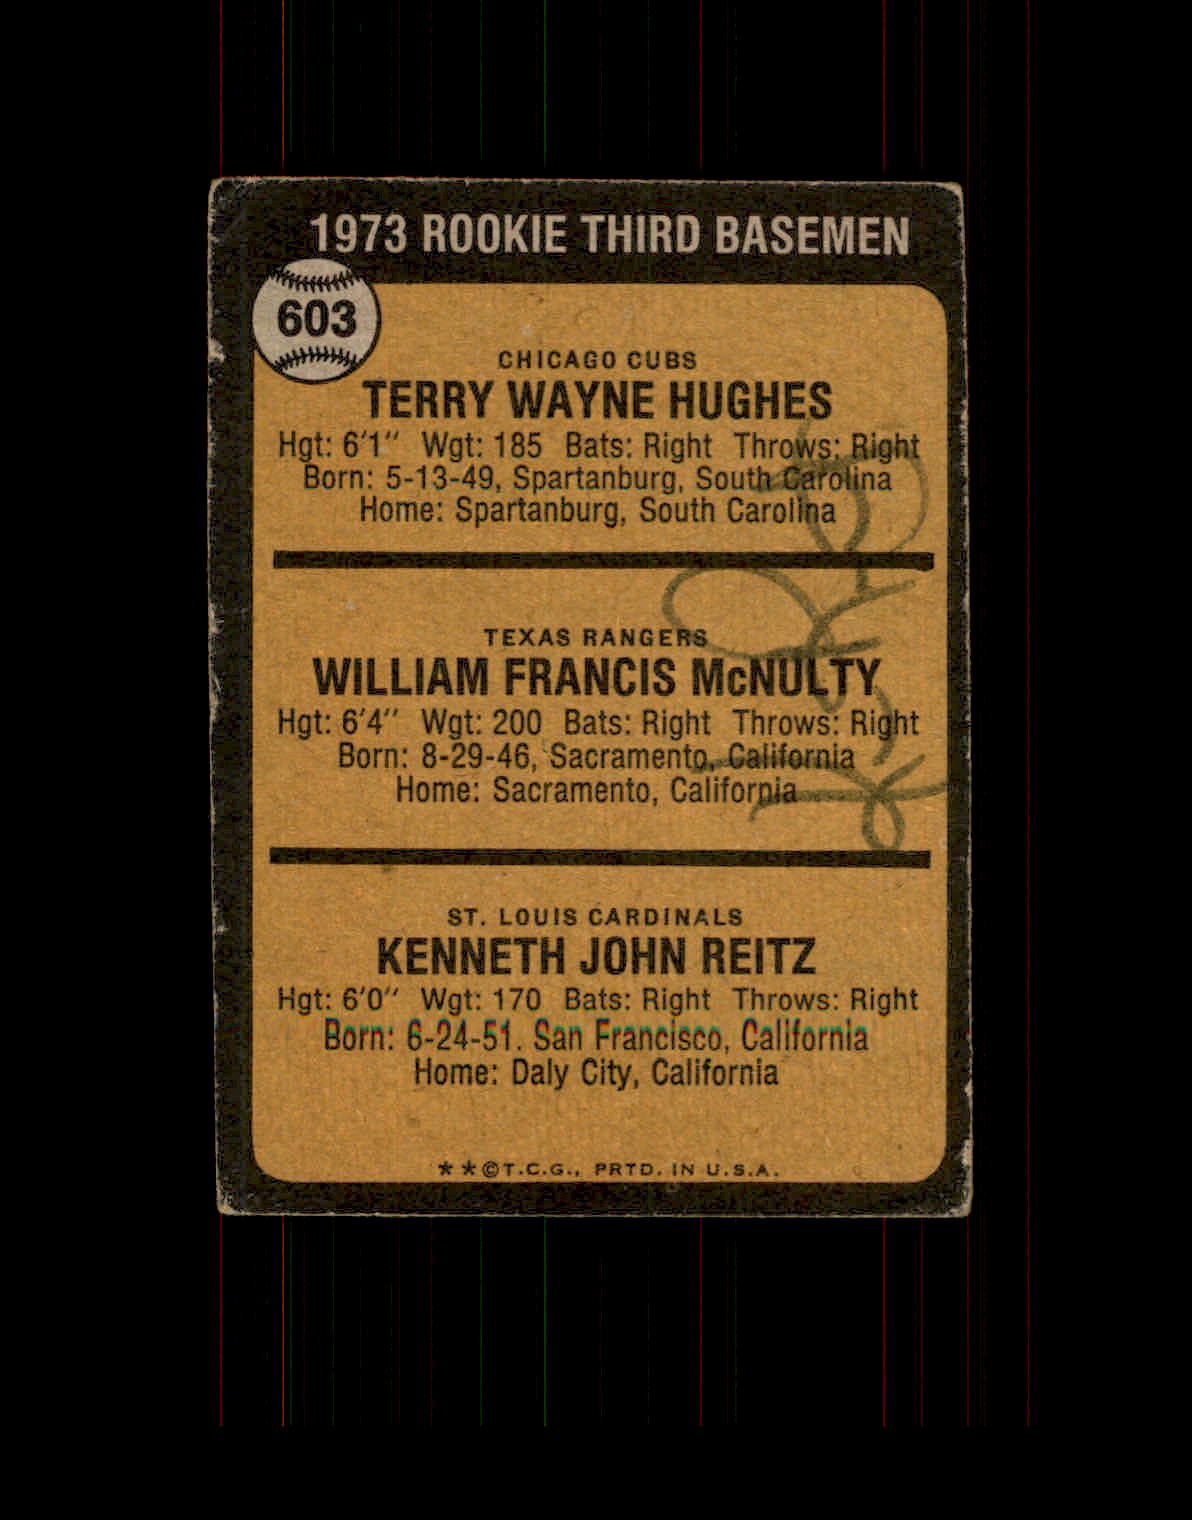 1973 ROOKIE THIRD BASEMEN
603
CHICAGO CUBS
TERRY WAYNE HUGHES
Hgt: 6'1" Wgt: 185 Bats: Right Throws: Right
Born: 5-13-49, Spartanburg, South Carolina
Home: Spartanburg, South Carolina
TEXAS RANGERS
WILLIAM FRANCIS McNULTY
Hgt: 6'4" Wgt: 200 Bats: Right Throws: Right
Born: 8-29-46, Sacramento, California
Home: Sacramento, California
ST. LOUIS CARDINALS
KENNETH JOHN REITZ
Hgt: 6'0" Wgt: 170 Bats: Right Throws: Right
Born: 6-24-51. San Francisco, California
Home: Daly City, California
**©T.C.G., PRTD. IN U.S.A.